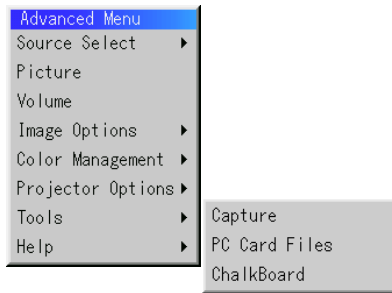 Advanced Menu
Source Select
Picture
Volume
Image Options
Color Management
Projector Options
Tools
Help
Capture
PC Card Files
ChalkBoard